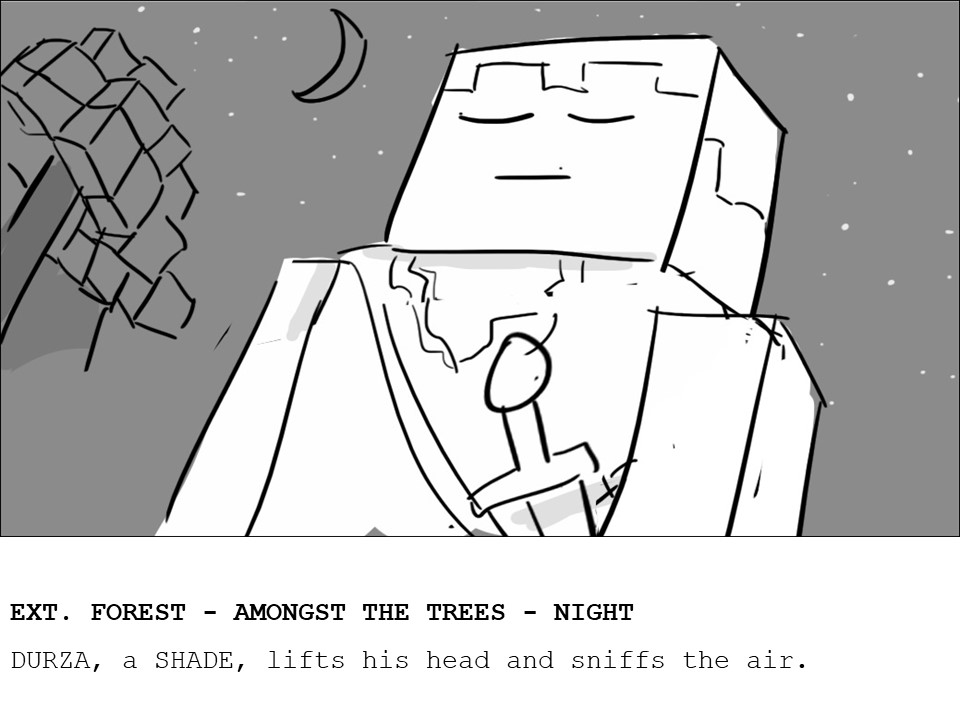 EXT. FOREST - AMONGST THE TREES - NIGHT
DURZA, a SHADE, lifts his head and sniffs the air.